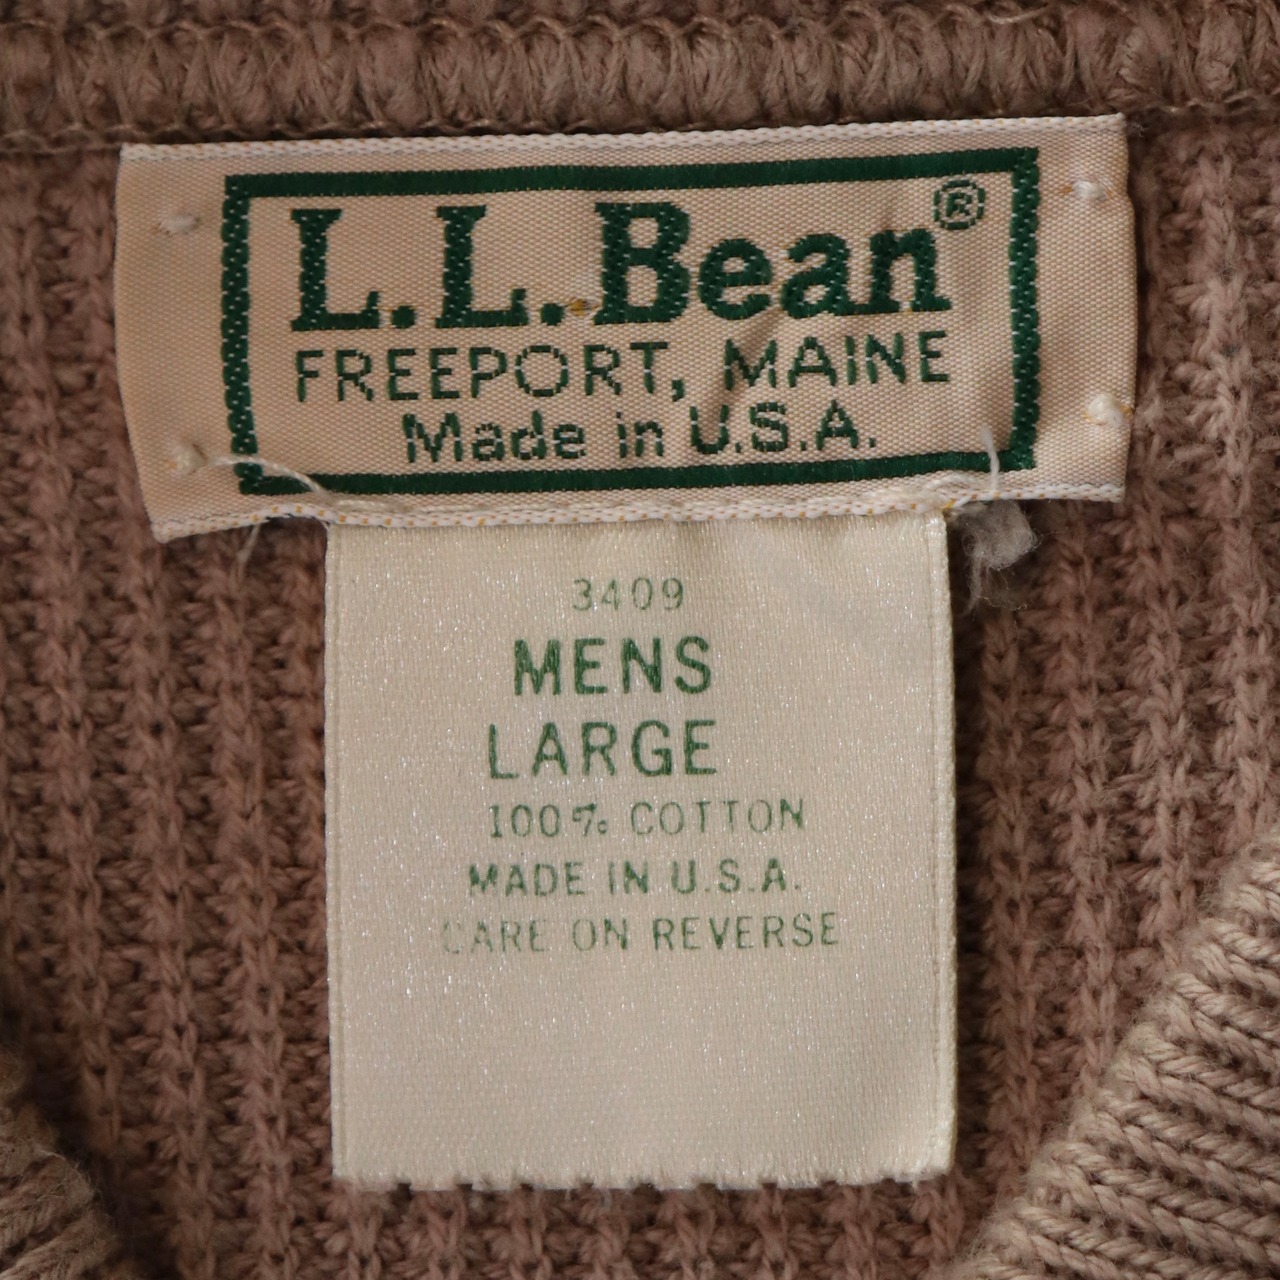 L.L.Bean®
FREEPORT, MAINE
Made in U.S.A.
3409
MENS
LARGE
100% COTTON
MADE IN U.S.A.
CARE ON REVERSE